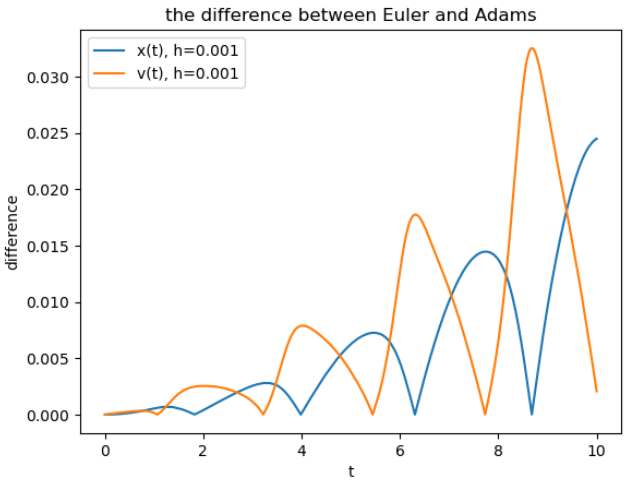 the difference between Euler and Adams
x(t), h=0.001
v(t), h=0.001
0.030
0.025
0.020
0.015
0.010
0.005
0.000
difference
0 2 4 6 8 10
t